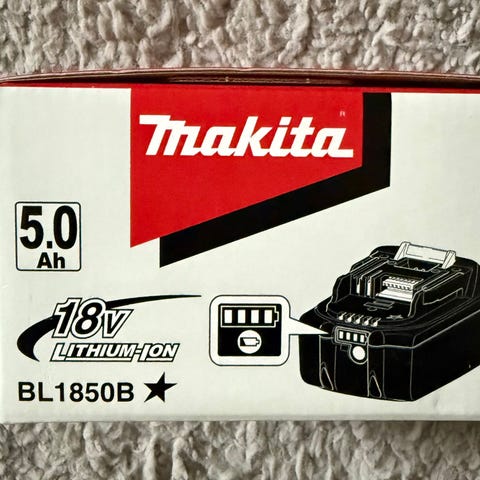 makita
R
5.0
Ah
18V
LITHIUM-ION
BL1850B ★